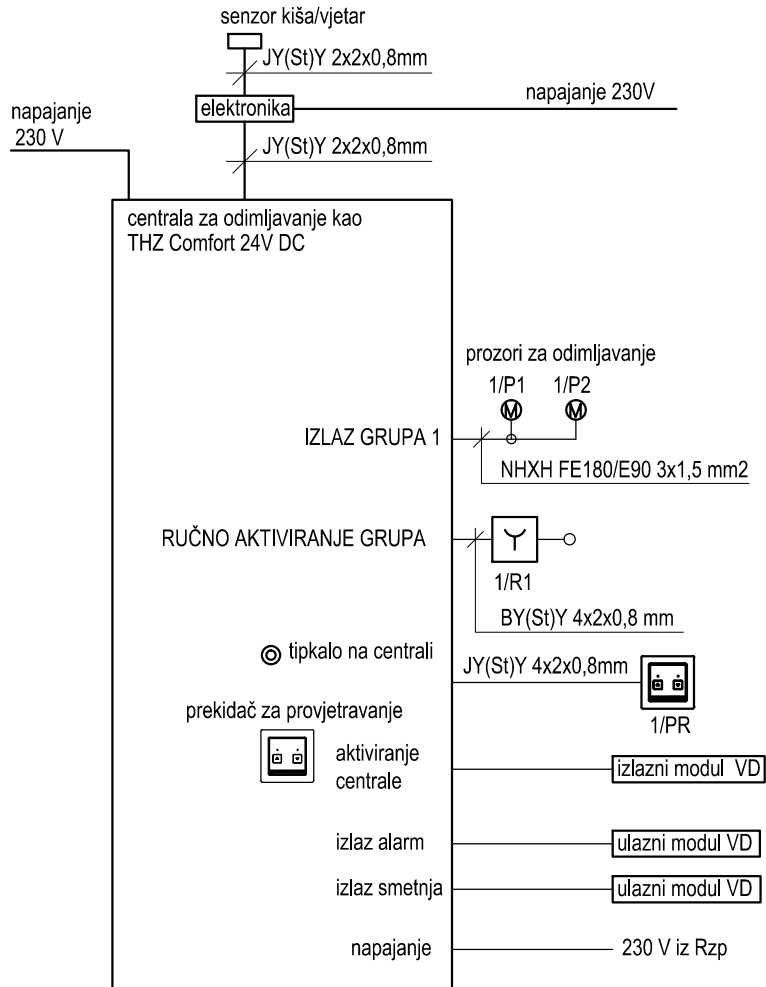 senzor kiša/vjetar
JY(St)Y 2x2x0,8mm
elektronika
napajanje 230V
napajanje
230 V
JY(St)Y 2x2x0,8mm
centrala za odimljavanje kao
THZ Comfort 24V DC
prozori za odimljavanje
1/P1
1/P2
M
M
IZLAZ GRUPA 1
NHXH FE180/E90 3x1,5 mm2
RUČNO AKTIVIRANJE GRUPA
1/R1
BY(St)Y 4x2x0,8 mm
tipkalo na centrali
JY(St)Y 4x2x0,8mm
1/PR
prekidač za provjetravanje
aktiviranje
centrale
izlazni modul VD
izlaz alarm
ulazni modul VD
izlaz smetnja
ulazni modul VD
napajanje
230 V iz Rzp